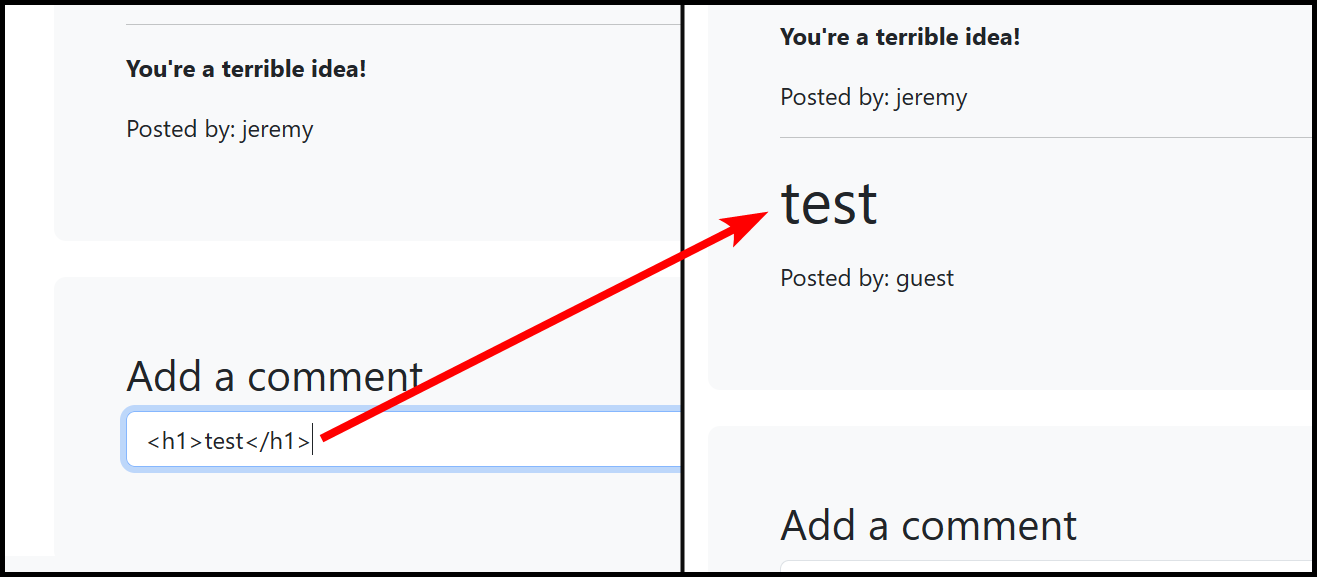 You're a terrible idea!
Posted by: jeremy
Add a comment
<h1>test</h1>
You're a terrible idea!
Posted by: jeremy
test
Posted by: guest
Add a comment